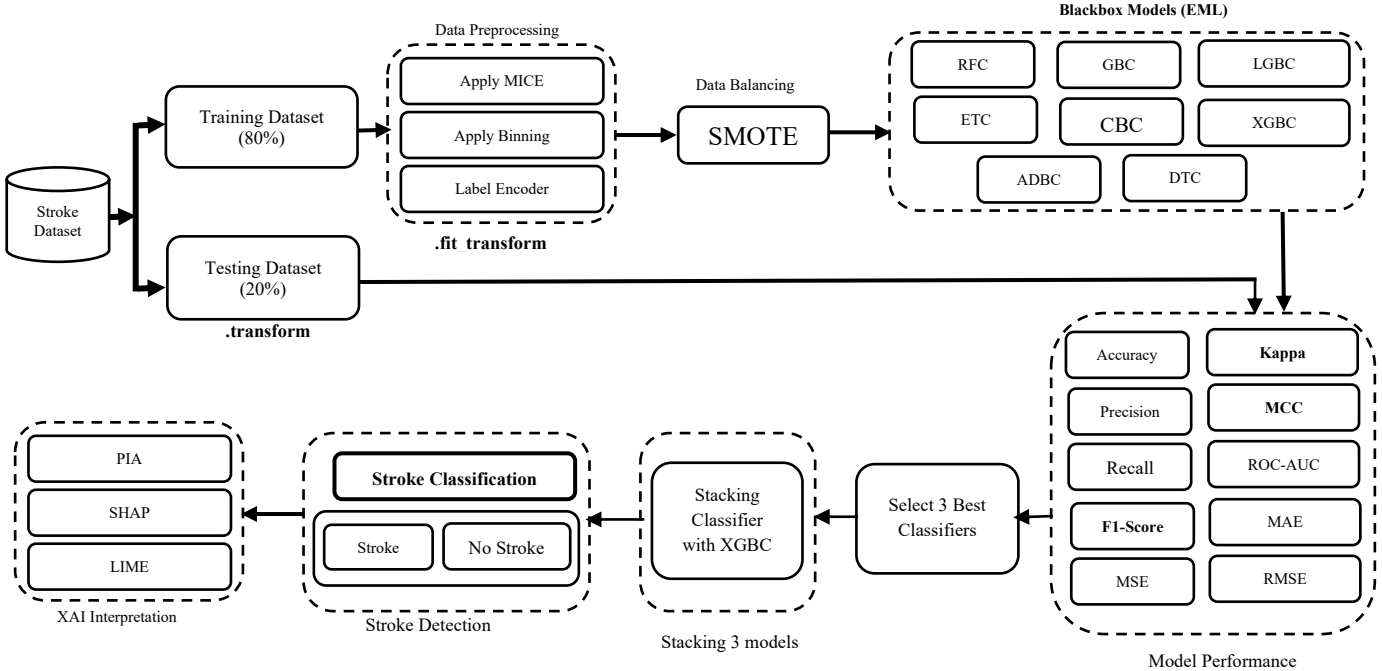 Blackbox Models (EML)
Data Preprocessing
Apply MICE
Apply Binning
Label Encoder
.fit_transform
Training Dataset
(80%)
Stroke
Dataset
Testing Dataset
(20%)
.transform
Data Balancing
SMOTE
RFC
GBC
LGBC
ETC
CBC
XGBC
ADBC
DTC
Accuracy
Kappa
Precision
MCC
Recall
ROC-AUC
F1-Score
MAE
MSE
RMSE
Model Performance
Select 3 Best
Classifiers
Stacking
Classifier
with XGBC
Stacking 3 models
Stroke Classification
Stroke
No Stroke
Stroke Detection
PIA
SHAP
LIME
XAI Interpretation